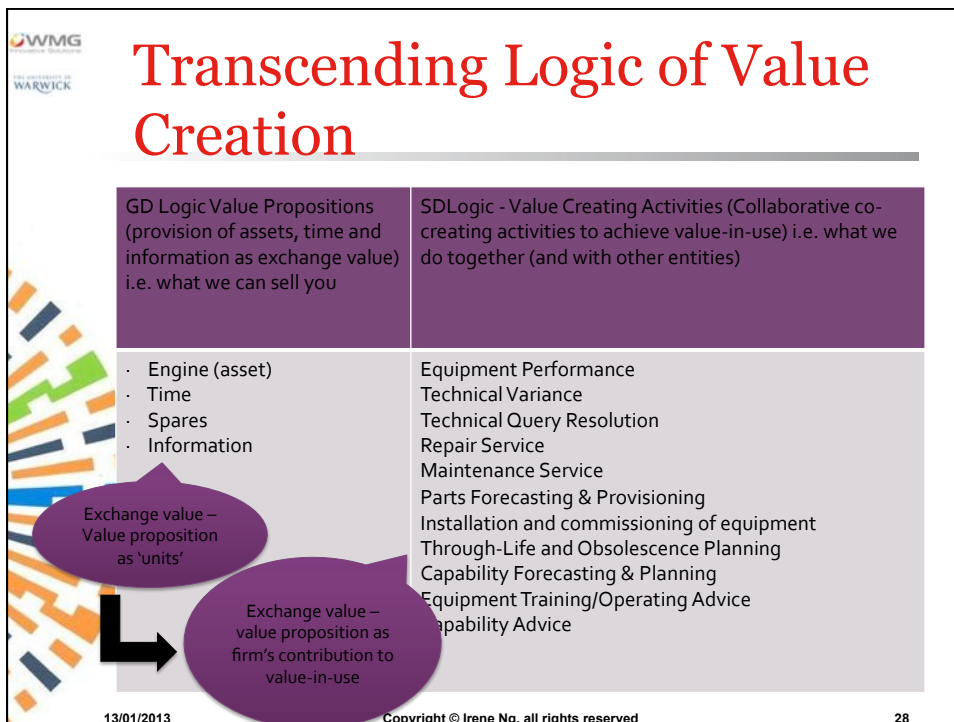 WMG
Innovative Solutions
THE UNIVERSITY OF
WARWICK
Transcending Logic of Value
Creation
GD Logic Value Propositions
(provision of assets, time and
information as exchange value)
i.e. what we can sell you
SDLogic - Value Creating Activities (Collaborative co-
creating activities to achieve value-in-use) i.e. what we
do together (and with other entities)
· Engine (asset)
· Time
· Spares
· Information
Equipment Performance
Technical Variance
Technical Query Resolution
Repair Service
Maintenance Service
Parts Forecasting & Provisioning
Installation and commissioning of equipment
Through-Life and Obsolescence Planning
Capability Forecasting & Planning
Equipment Training/Operating Advice
apability Advice
Exchange value –
Value proposition
as ‘units’
Exchange value –
value proposition as
firm’s contribution to
value-in-use
13/01/2013
Copyright © Irene Ng, all rights reserved
28